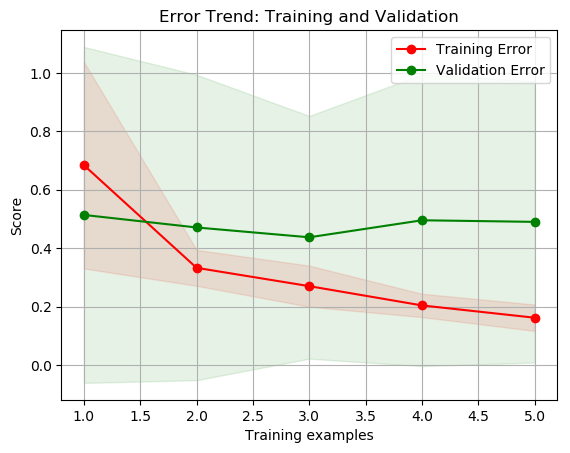 Error Trend: Training and Validation
Training Error
Validation Error
Score
1.0
0.8
0.6
0.4
0.2
0.0
1.0 1.5 2.0 2.5 3.0 3.5 4.0 4.5 5.0
Training examples